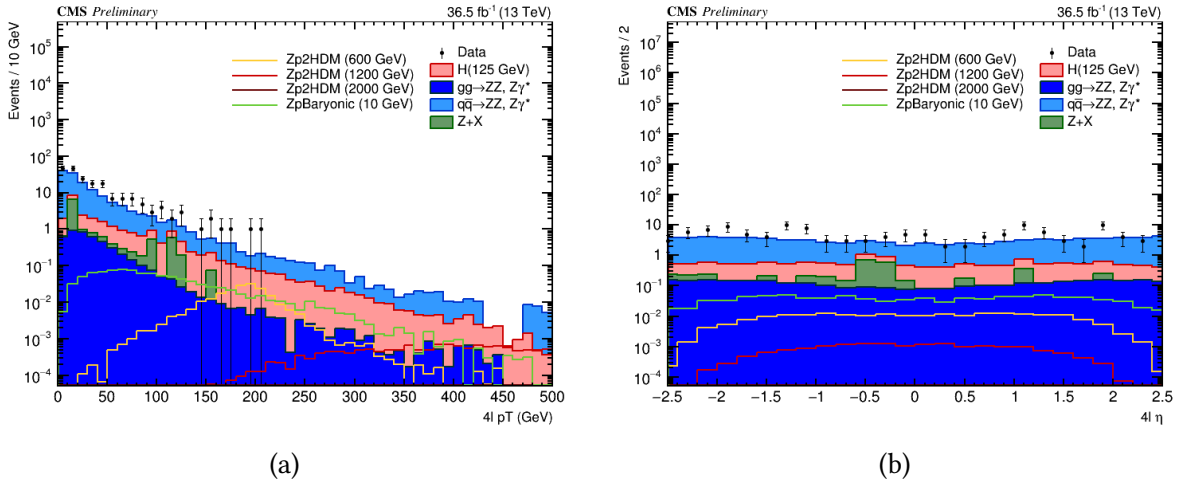 CMS Preliminary 36.5 fb⁻¹ (13 TeV)
Events / 10 GeV
10⁵
10⁴
10³
10²
10
1
10⁻¹
10⁻²
10⁻³
10⁻⁴
Zp2HDM (600 GeV)
Zp2HDM (1200 GeV)
Zp2HDM (2000 GeV)
ZpBaryonic (10 GeV)
Data
H(125 GeV)
gg→ZZ, Zγ*
qq̅→ZZ, Zγ*
Z+X
0 50 100 150 200 250 300 350 400 450 500
4l pT (GeV)
(a)
CMS Preliminary 36.5 fb⁻¹ (13 TeV)
Events / 2
10⁷
10⁶
10⁵
10⁴
10³
10²
10
1
10⁻¹
10⁻²
10⁻³
10⁻⁴
Zp2HDM (600 GeV)
Zp2HDM (1200 GeV)
Zp2HDM (2000 GeV)
ZpBaryonic (10 GeV)
Data
H(125 GeV)
gg→ZZ, Zγ*
qq̅→ZZ, Zγ*
Z+X
−2.5 −2 −1.5 −1 −0.5 0 0.5 1 1.5 2 2.5
4l η
(b)